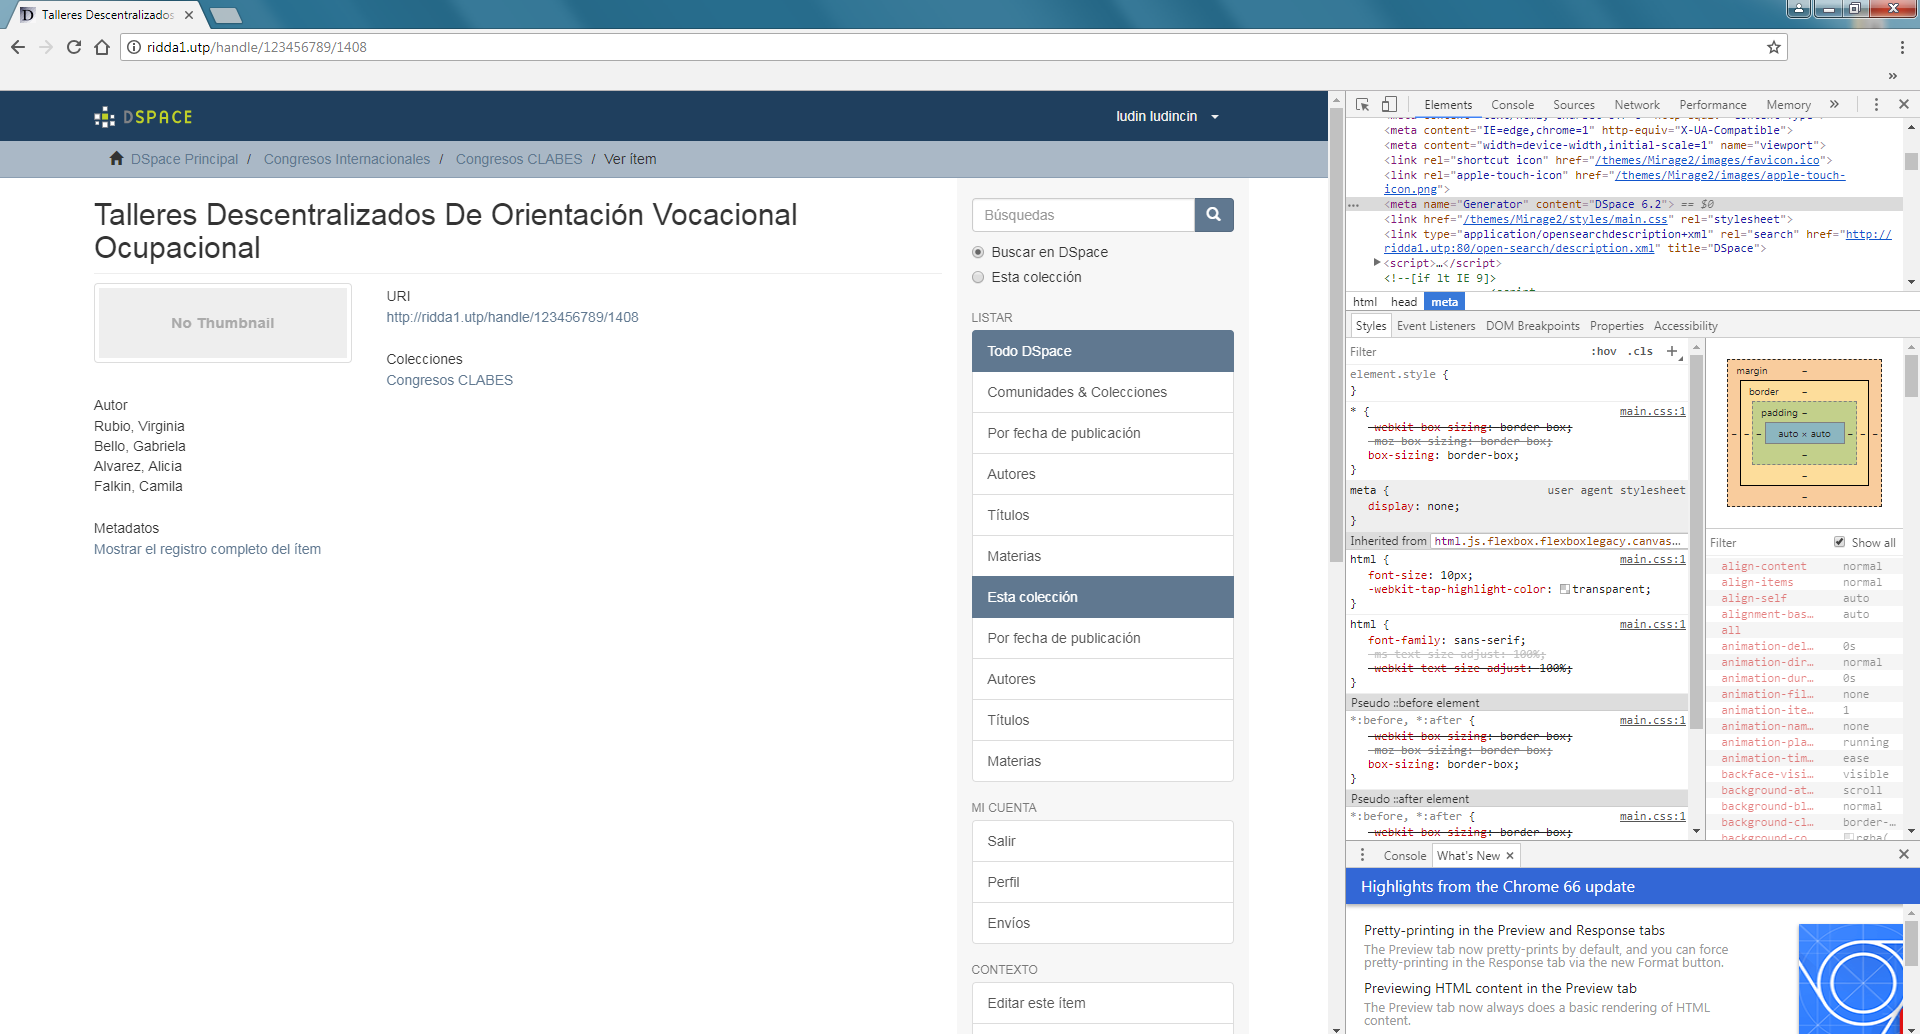 Talleres Descentralizados
ridda1.utp/handle/123456789/1408
DSPACE
ludin ludincin
DSpace Principal / Congresos Internacionales / Congresos CLABES / Ver ítem
Talleres Descentralizados De Orientación Vocacional
Ocupacional
No Thumbnail
URI
http://ridda1.utp/handle/123456789/1408
Colecciones
Congresos CLABES
Autor
Rubio, Virginia
Bello, Gabriela
Alvarez, Alicia
Falkin, Camila
Metadatos
Mostrar el registro completo del ítem
Búsquedas
Buscar en DSpace
Esta colección
LISTAR
Todo DSpace
Comunidades & Colecciones
Por fecha de publicación
Autores
Títulos
Materias
Esta colección
Por fecha de publicación
Autores
Títulos
Materias
MI CUENTA
Salir
Perfil
Envíos
CONTEXTO
Editar este ítem
Elements Console Sources Network Performance Memory »
<meta content="IE=edge,chrome=1" http-equiv="X-UA-Compatible">
<meta content="width=device-width,initial-scale=1" name="viewport">
<link rel="shortcut icon" href="/themes/Mirage2/images/favicon.ico">
<link rel="apple-touch-icon" href="/themes/Mirage2/images/apple-touch-
icon.png">
<meta name="Generator" content="DSpace 6.2"> == $0
<link href="/themes/Mirage2/styles/main.css" rel="stylesheet">
<link type="application/opensearchdescription+xml" rel="search" href="http://
ridda1.utp:80/open-search/description.xml" title="DSpace">
<script>…</script>
<!--[if lt IE 9]>
html head meta
Styles Event Listeners DOM Breakpoints Properties Accessibility
Filter :hov .cls +
element.style {
}
* { main.css:1
-webkit-box-sizing: border-box;
-moz-box-sizing: border-box;
box-sizing: border-box;
}
meta { user agent stylesheet
display: none;
}
Inherited from html.js.flexbox.flexboxlegacy.canvas…
html { main.css:1
font-size: 10px;
-webkit-tap-highlight-color: transparent;
}
html { main.css:1
font-family: sans-serif;
-ms-text-size-adjust: 100%;
-webkit-text-size-adjust: 100%;
}
Pseudo ::before element
*:before, *:after { main.css:1
-webkit-box-sizing: border-box;
-moz-box-sizing: border-box;
box-sizing: border-box;
}
Pseudo ::after element
*:before, *:after { main.css:1
-webkit-box-sizing: border-box;
margin –
border –
padding –
auto × auto
Filter Show all
align-content normal
align-items normal
align-self auto
alignment-bas… auto
all
animation-del… 0s
animation-dir… normal
animation-dur… 0s
animation-fil… none
animation-ite… 1
animation-nam… none
animation-pla… running
animation-tim… ease
backface-visi… visible
background-at… scroll
background-bl… normal
background-cl… border-…
background-co… rgba(
Console What's New
Highlights from the Chrome 66 update
Pretty-printing in the Preview and Response tabs
The Preview tab now pretty-prints by default, and you can force
pretty-printing in the Response tab via the new Format button.
Previewing HTML content in the Preview tab
The Preview tab now always does a basic rendering of HTML
content.